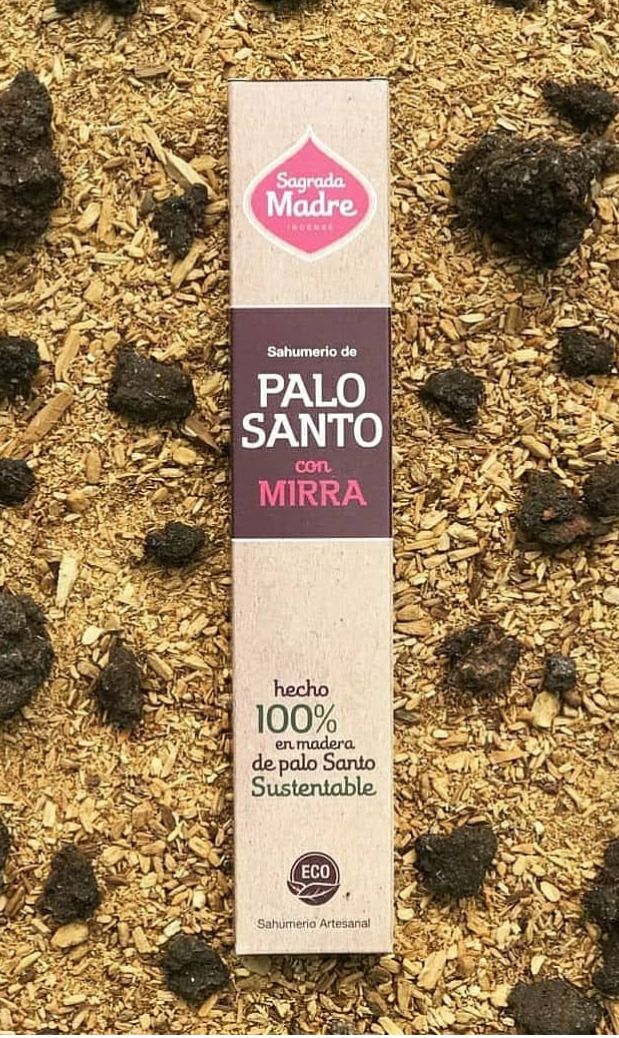 Sagrada
Madre
INCENSE
Sahumerio de
PALO
SANTO
con
MIRRA
hecho
100%
en madera
de palo Santo
Sustentable
ECO
Sahumerio Artesanal